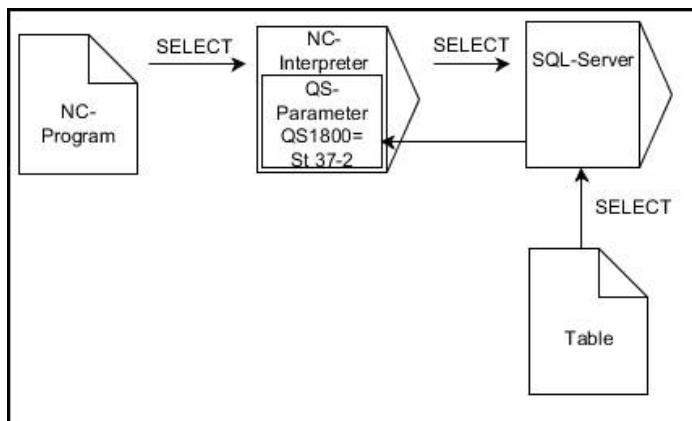 SELECT
NC-
Program
NC-
Interpreter
QS-
Parameter
QS1800=
St 37-2
SELECT
SQL-Server
SELECT
Table